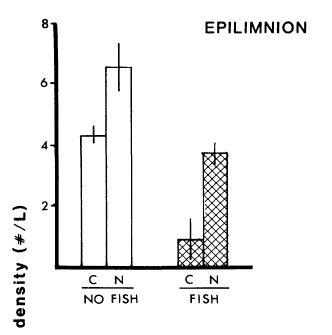 EPILIMNION
8
6
4
2
density (#/L)
C N C N
NO FISH FISH